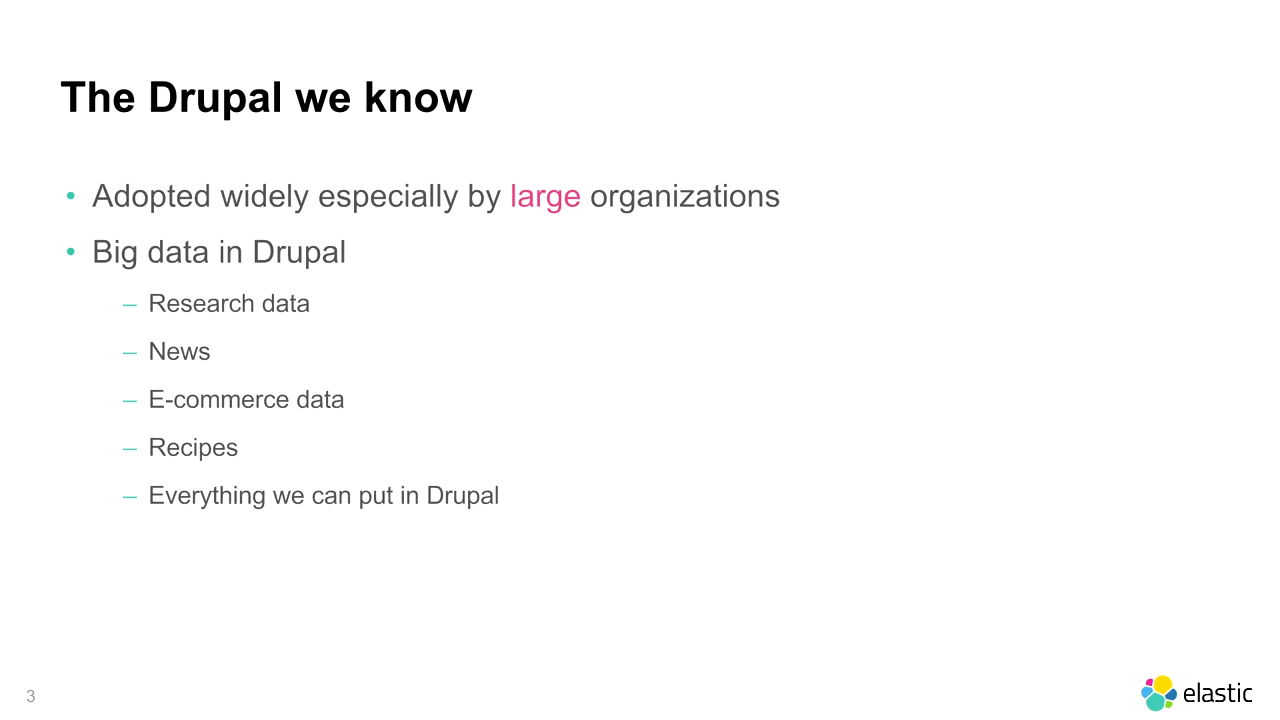 The Drupal we know
• Adopted widely especially by large organizations
• Big data in Drupal
– Research data
– News
– E-commerce data
– Recipes
– Everything we can put in Drupal
3
elastic